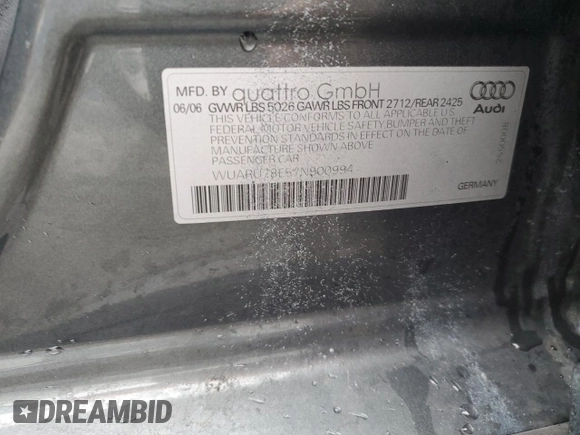 MFD. BY quattro GmbH
06/06 GVWR LBS 5026 GAWR LBS FRONT 2712/REAR 2425
THIS VEHICLE CONFORMS TO ALL APPLICABLE U.S.
FEDERAL MOTOR VEHICLE SAFETY, BUMPER AND THEFT
PREVENTION STANDARDS IN EFFECT ON THE DATE OF
MANUFACTURE SHOWN ABOVE
PASSENGER CAR
Audi
GERMANY
DREAMBID